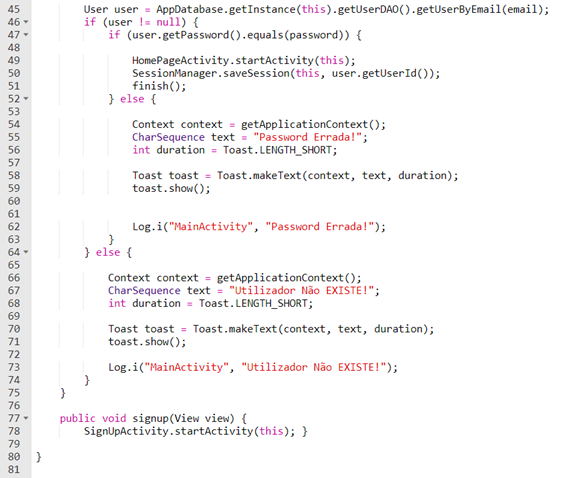 45 User user = AppDatabase.getInstance(this).getUserDAO().getUserByEmail(email);
46 if (user != null) {
47 if (user.getPassword().equals(password)) {
48
49 HomePageActivity.startActivity(this);
50 SessionManager.saveSession(this, user.getUserId());
51 finish();
52 } else {
53
54 Context context = getApplicationContext();
55 CharSequence text = "Password Errada!";
56 int duration = Toast.LENGTH_SHORT;
57
58 Toast toast = Toast.makeText(context, text, duration);
59 toast.show();
60
61
62 Log.i("MainActivity", "Password Errada!");
63 }
64 } else {
65
66 Context context = getApplicationContext();
67 CharSequence text = "Utilizador Não EXISTE!";
68 int duration = Toast.LENGTH_SHORT;
69
70 Toast toast = Toast.makeText(context, text, duration);
71 toast.show();
72
73 Log.i("MainActivity", "Utilizador Não EXISTE!");
74 }
75 }
76
77 public void signup(View view) {
78 SignUpActivity.startActivity(this); }
79
80 }
81